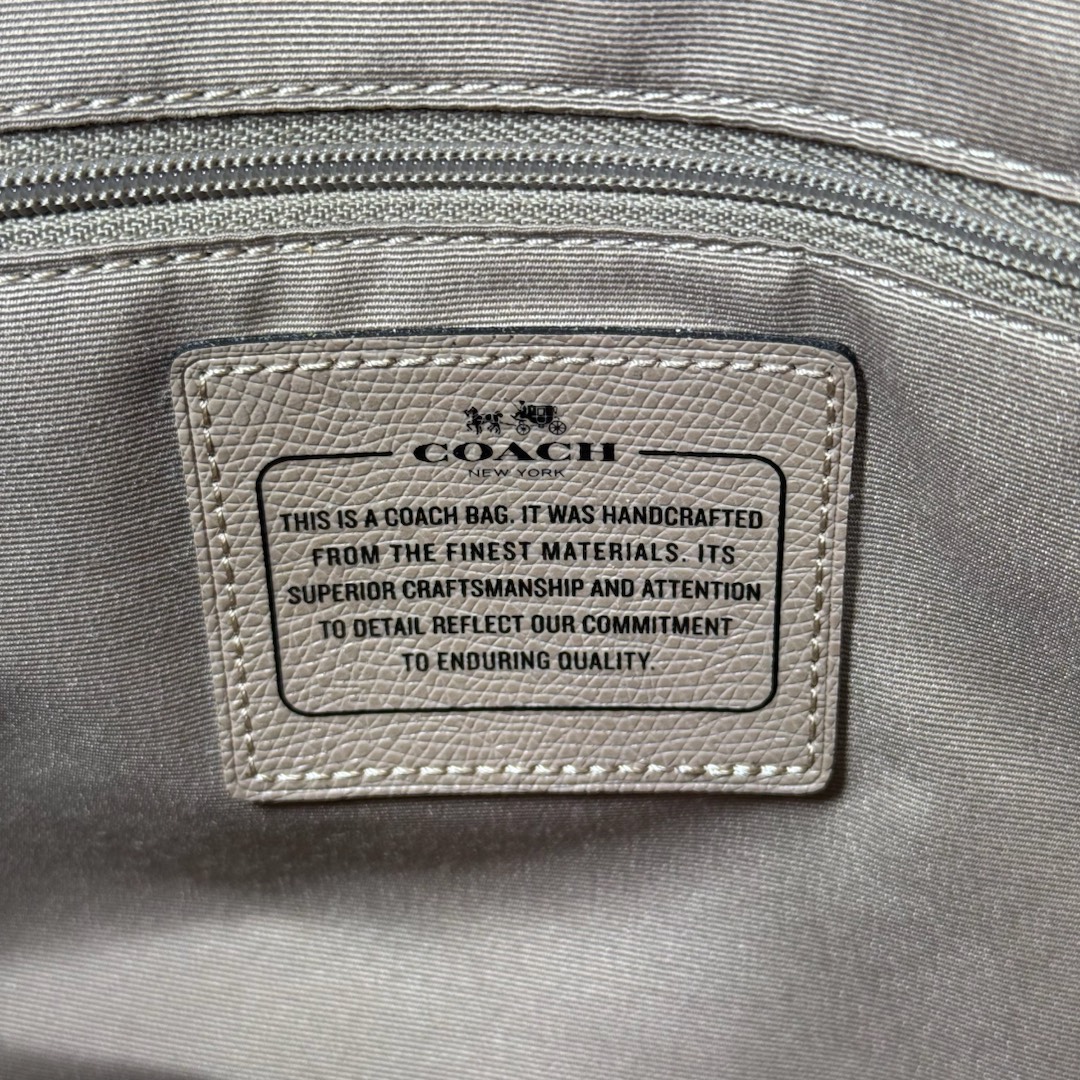 COACH
NEW YORK
THIS IS A COACH BAG. IT WAS HANDCRAFTED
FROM THE FINEST MATERIALS. ITS
SUPERIOR CRAFTSMANSHIP AND ATTENTION
TO DETAIL REFLECT OUR COMMITMENT
TO ENDURING QUALITY.